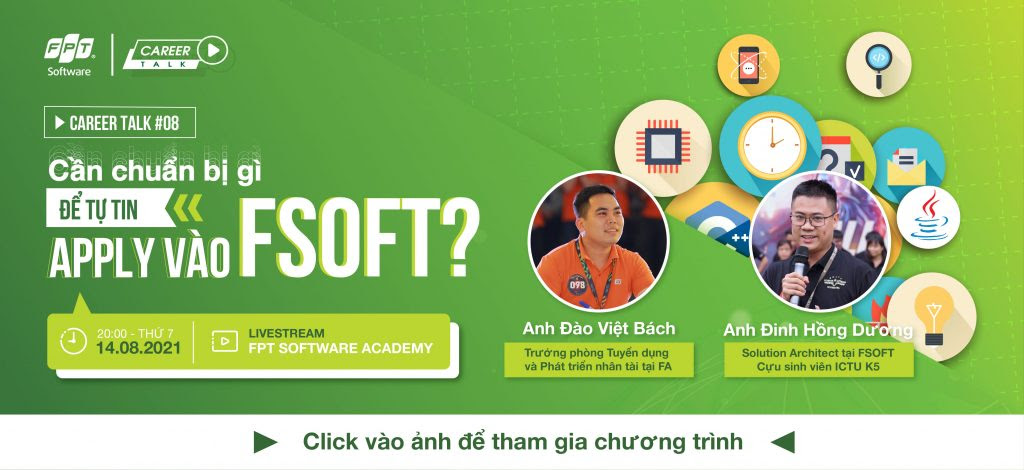 FPT
Software
CAREER
TALK
CAREER TALK #08
Cần chuẩn bị gì
ĐỂ TỰ TIN
APPLY VÀO FSOFT?
20:00 - THỨ 7
14.08.2021
LIVESTREAM
FPT SOFTWARE ACADEMY
C++
Java
098
Anh Đào Việt Bách
Trưởng phòng Tuyển dụng
và Phát triển nhân tài tại FA
Anh Đinh Hồng Dương
Solution Architect tại FSOFT
Cựu sinh viên ICTU K5
Click vào ảnh để tham gia chương trình